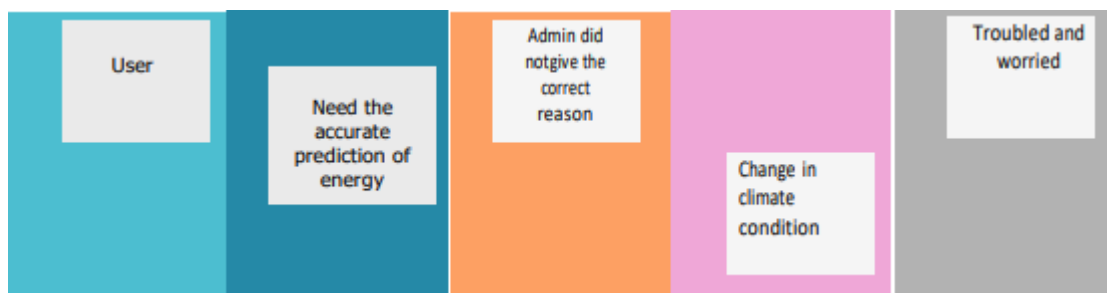 User
Need the
accurate
prediction of
energy
Admin did
notgive the
correct
reason
Change in
climate
condition
Troubled and
worried